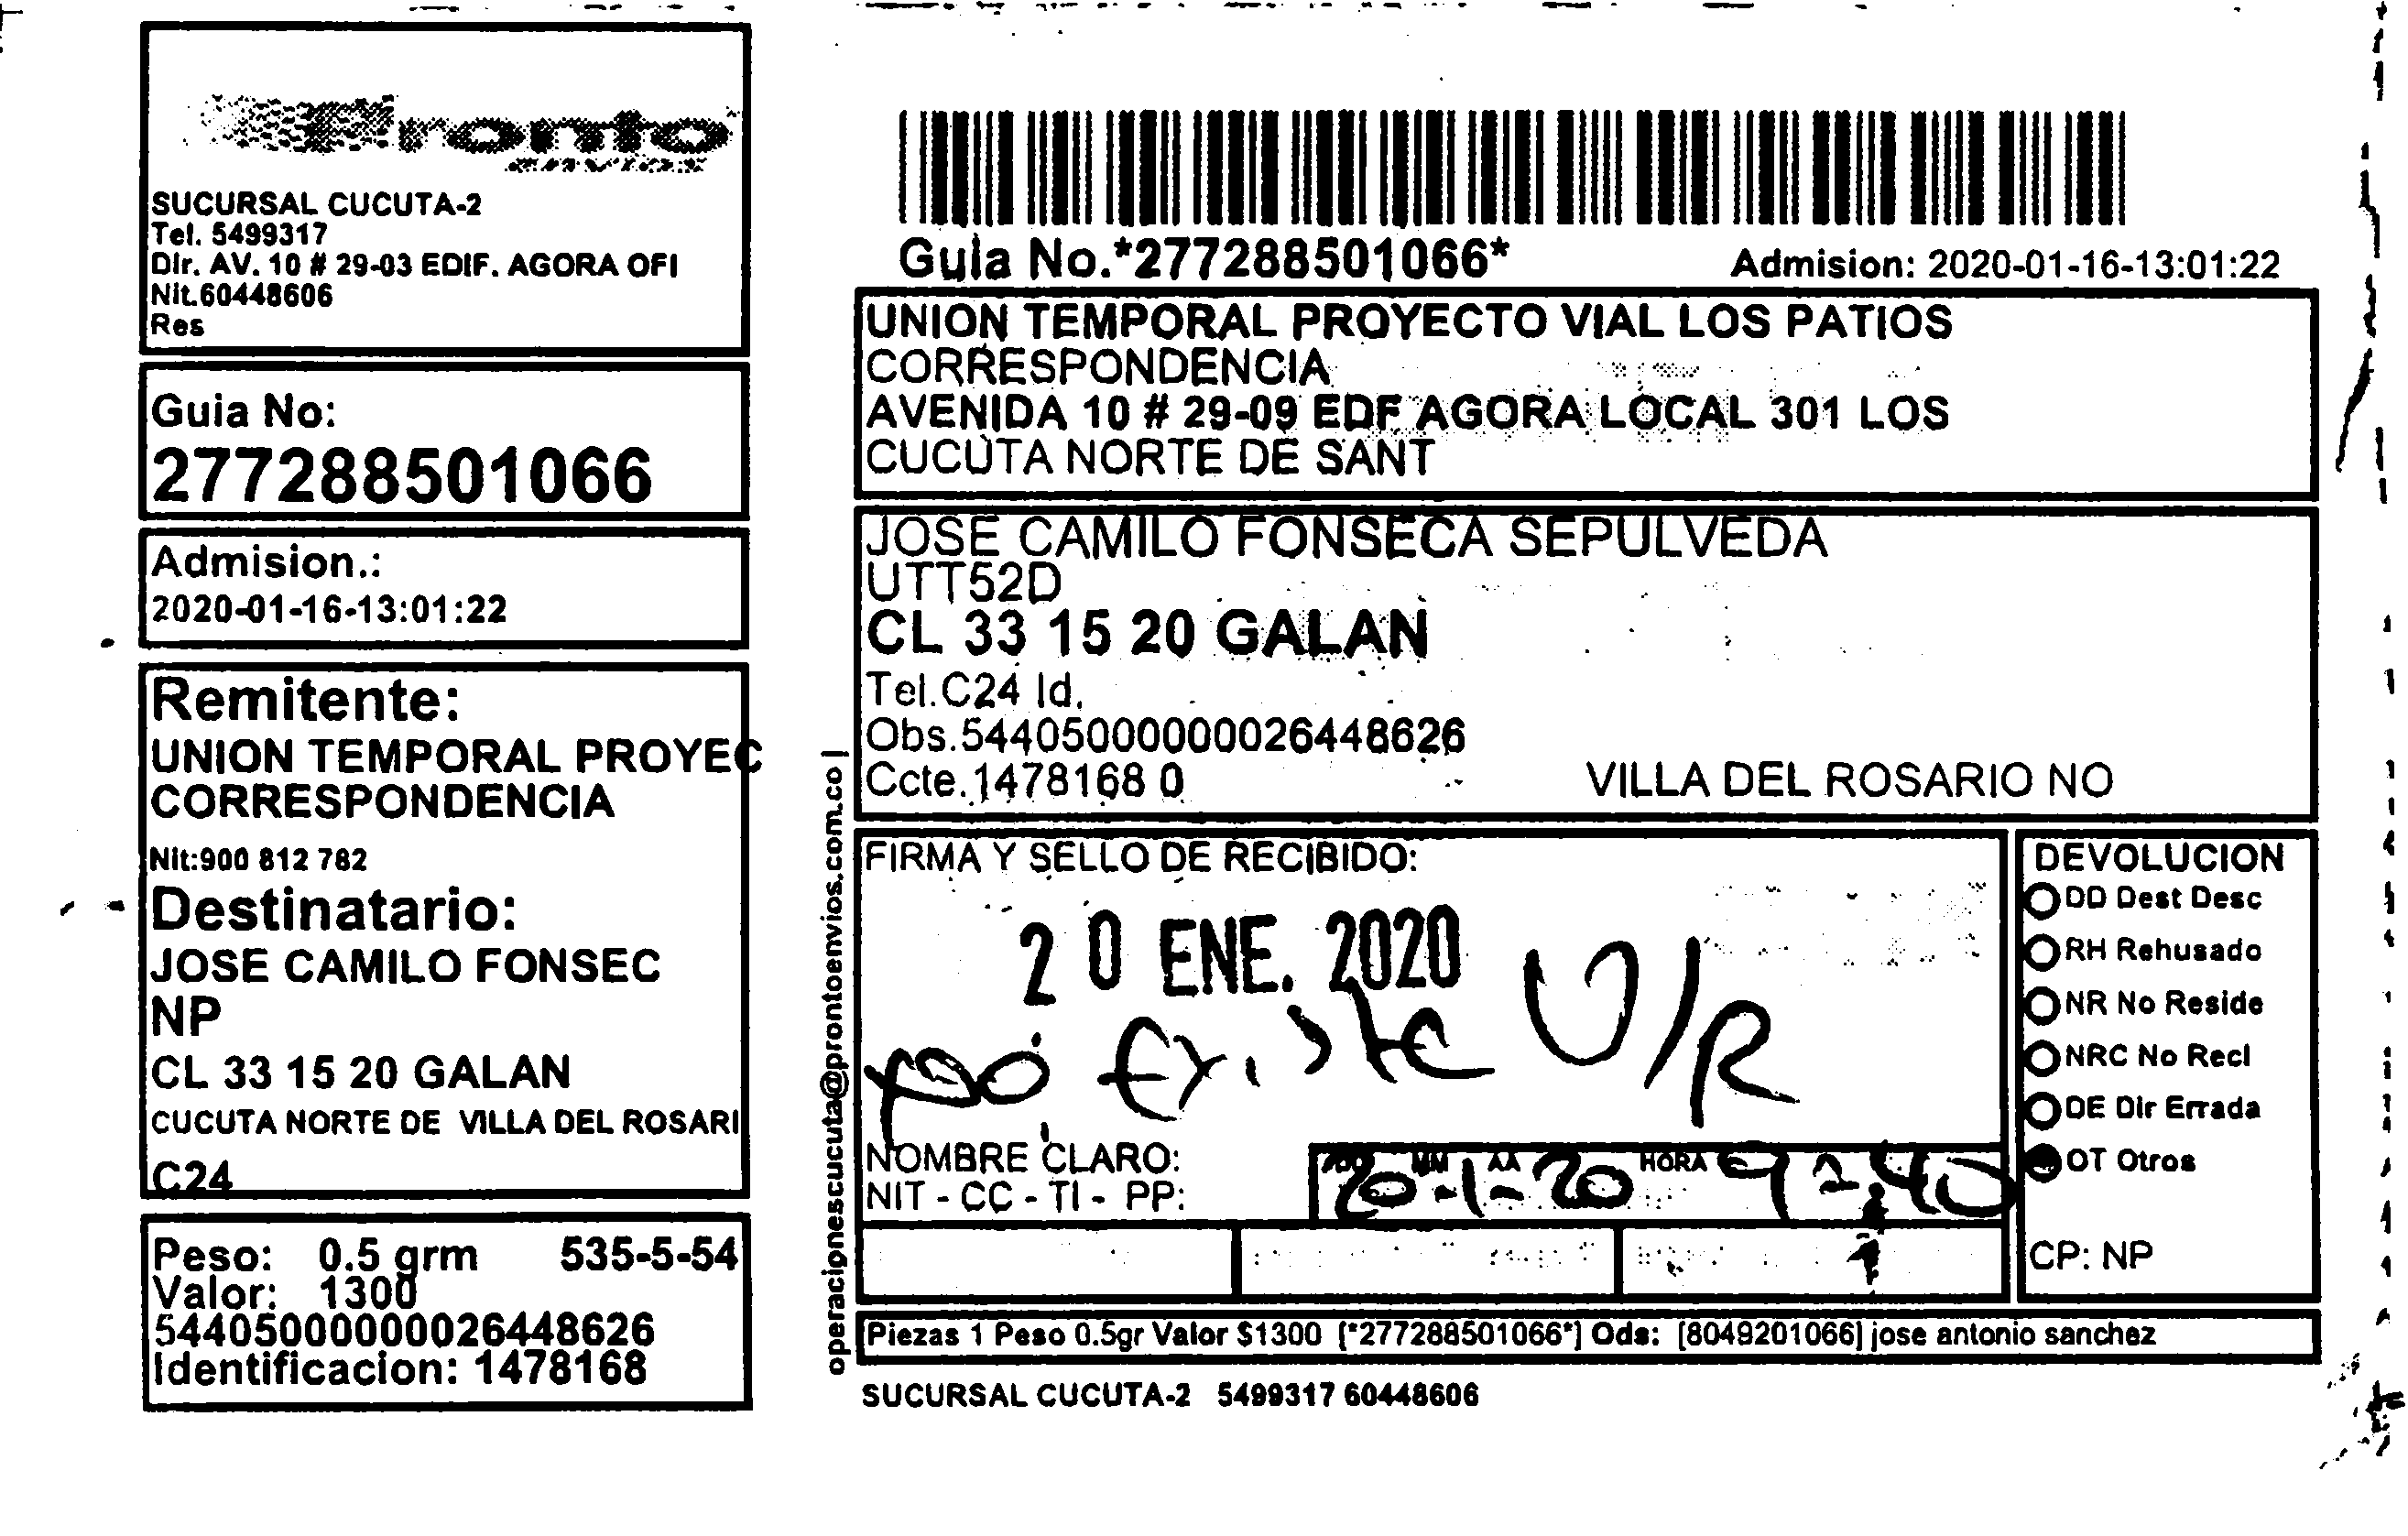 Pronto
envios
SUCURSAL CUCUTA-2
Tel. 5499317
Dir. AV. 10 # 29-03 EDIF. AGORA OFI
Nit.60448606
Res
Guia No:
277288501066
Admision.:
2020-01-16-13:01:22
Remitente:
UNION TEMPORAL PROYEC
CORRESPONDENCIA
Nit:900 812 782
Destinatario:
JOSE CAMILO FONSEC
NP
CL 33 15 20 GALAN
CUCUTA NORTE DE VILLA DEL ROSARI
C24
Peso: 0.5 grm 535-5-54
Valor: 1300
54405000000026448626
Identificacion: 1478168
operacionescucuta@prontoenvios.com.co |
Guia No.*277288501066* Admision: 2020-01-16-13:01:22
UNION TEMPORAL PROYECTO VIAL LOS PATIOS
CORRESPONDENCIA
AVENIDA 10 # 29-09 EDF AGORA LOCAL 301 LOS
CUCUTA NORTE DE SANT
JOSE CAMILO FONSECA SEPULVEDA
UTT52D
CL 33 15 20 GALAN
Tel.C24 Id.
Obs.54405000000026448626
Ccte.1478168 0 VILLA DEL ROSARIO NO
FIRMA Y SELLO DE RECIBIDO:
20 ENE. 2020
no Existe U/R
NOMBRE CLARO:
NIT - CC - TI - PP:
MM AA HORA
20-1-20 9:40
DEVOLUCION
DD Dest Desc
RH Rehusado
NR No Reside
NRC No Recl
DE Dir Errada
OT Otros
CP: NP
Piezas 1 Peso 0.5gr Valor $1300 [*277288501066*] Ods: [8049201066] jose antonio sanchez
SUCURSAL CUCUTA-2 5499317 60448606